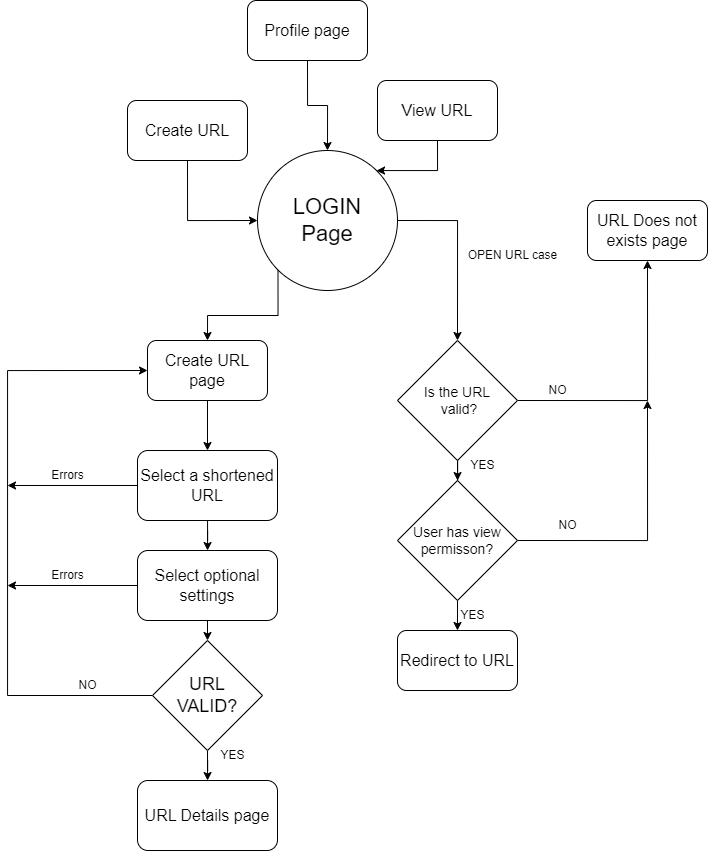 Profile page
View URL
Create URL
LOGIN
Page
URL Does not
exists page
OPEN URL case
Create URL
page
Is the URL
valid?
NO
YES
Errors
Select a shortened
URL
User has view
permisson?
NO
Errors
Select optional
settings
YES
Redirect to URL
NO
URL
VALID?
YES
URL Details page